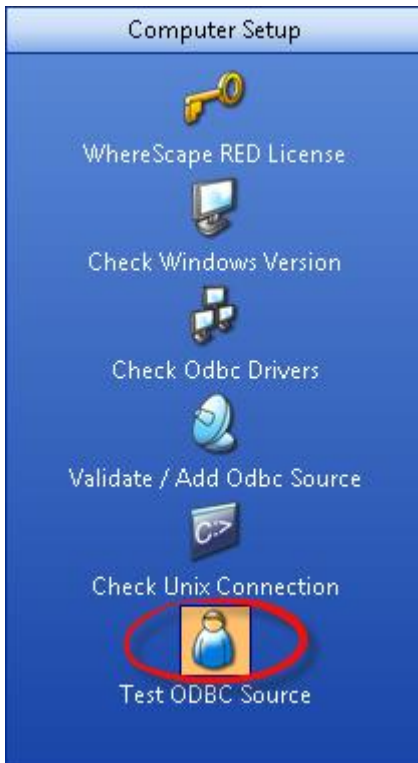 Computer Setup
WhereScape RED License
Check Windows Version
Check Odbc Drivers
Validate / Add Odbc Source
C:>
Check Unix Connection
Test ODBC Source